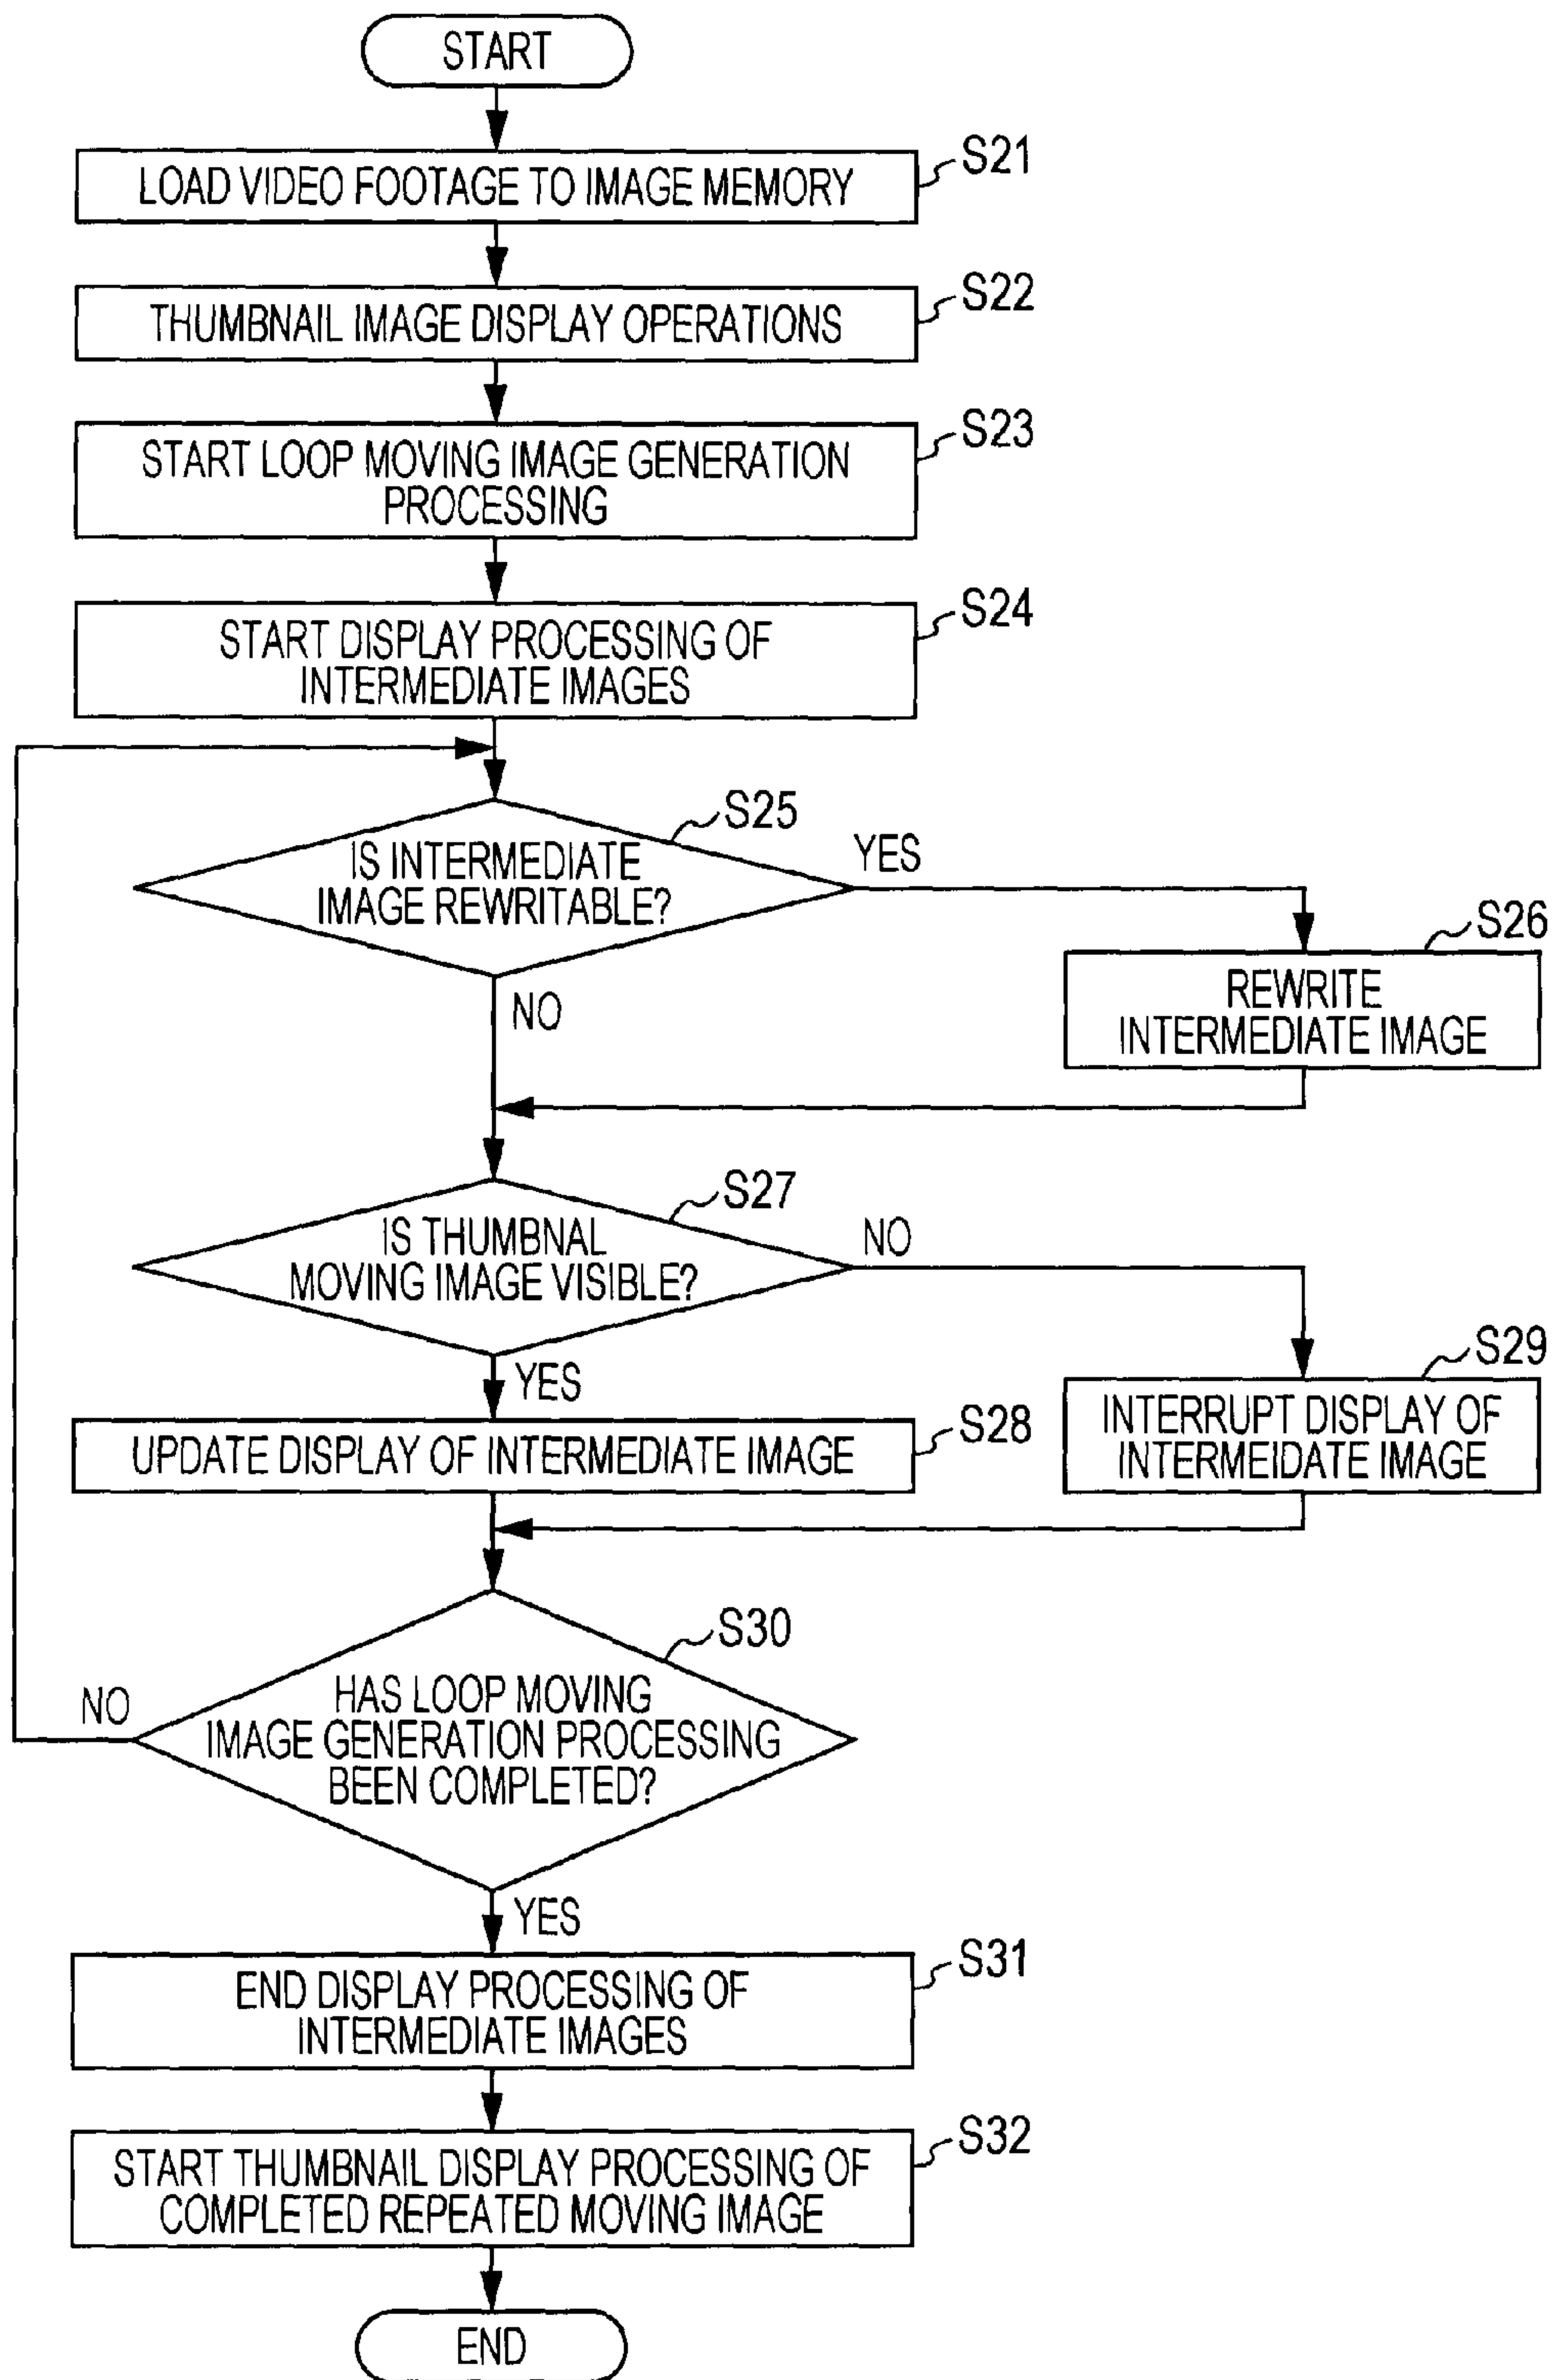 START
LOAD VIDEO FOOTAGE TO IMAGE MEMORY
S21
THUMBNAIL IMAGE DISPLAY OPERATIONS
S22
START LOOP MOVING IMAGE GENERATION
PROCESSING
S23
START DISPLAY PROCESSING OF
INTERMEDIATE IMAGES
S24
IS INTERMEDIATE
IMAGE REWRITABLE?
S25
YES
NO
REWRITE
INTERMEDIATE IMAGE
S26
IS THUMBNAL
MOVING IMAGE VISIBLE?
S27
NO
YES
UPDATE DISPLAY OF INTERMEDIATE IMAGE
S28
INTERRUPT DISPLAY OF
INTERMEIDATE IMAGE
S29
HAS LOOP MOVING
IMAGE GENERATION PROCESSING
BEEN COMPLETED?
S30
NO
YES
END DISPLAY PROCESSING OF
INTERMEDIATE IMAGES
S31
START THUMBNAIL DISPLAY PROCESSING OF
COMPLETED REPEATED MOVING IMAGE
S32
END